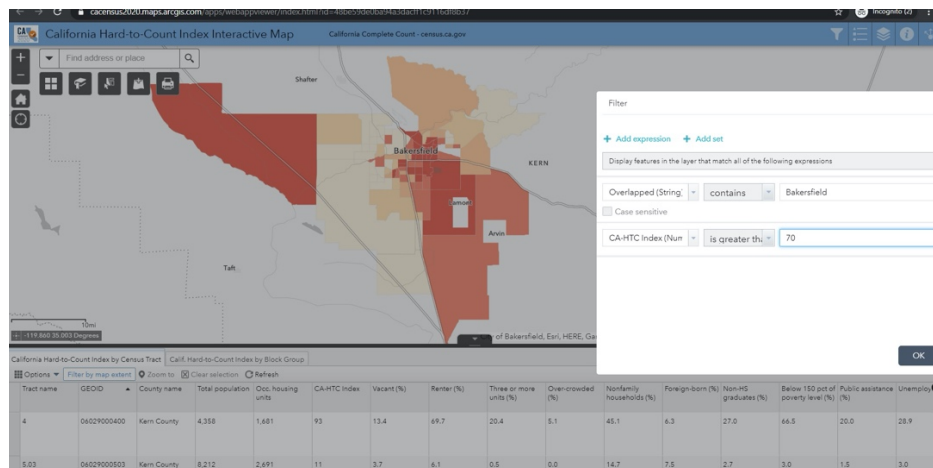 cacensus2020.maps.arcgis.com/apps/webappviewer/index.html?id=48be59de0ba94a3dacf11c9116df8b37
Incognito (2)
California Hard-to-Count Index Interactive Map
California Complete Count - census.ca.gov
Find address or place
Shafter
Bakersfield
KERN
Lamont
Arvin
Taft
10mi
-119.860 35.003 Degrees
of Bakersfield, Esri, HERE, Gar
Filter
Add expression
Add set
Display features in the layer that match all of the following expressions
Overlapped (String)
contains
Bakersfield
Case sensitive
CA-HTC Index (Num
is greater tha
70
OK
California Hard-to-Count Index by Census Tract
Calif. Hard-to-Count Index by Block Group
Options
Filter by map extent
Zoom to
Clear selection
Refresh
Tract name GEOID County name Total population Occ. housing units CA-HTC Index Vacant (%) Renter (%) Three or more units (%) Over-crowded (%) Nonfamily households (%) Foreign-born (%) Non-HS graduates (%) Below 150 pct of poverty level (%) Public assistance (%) Unemploy
4 06029000400 Kern County 4,358 1,681 93 13.4 69.7 20.4 5.1 45.1 6.3 27.0 66.5 20.0 28.9
5.03 06029000503 Kern County 8,212 2,691 11 3.7 6.1 0.5 0.0 14.7 7.5 2.7 3.0 1.5 3.0